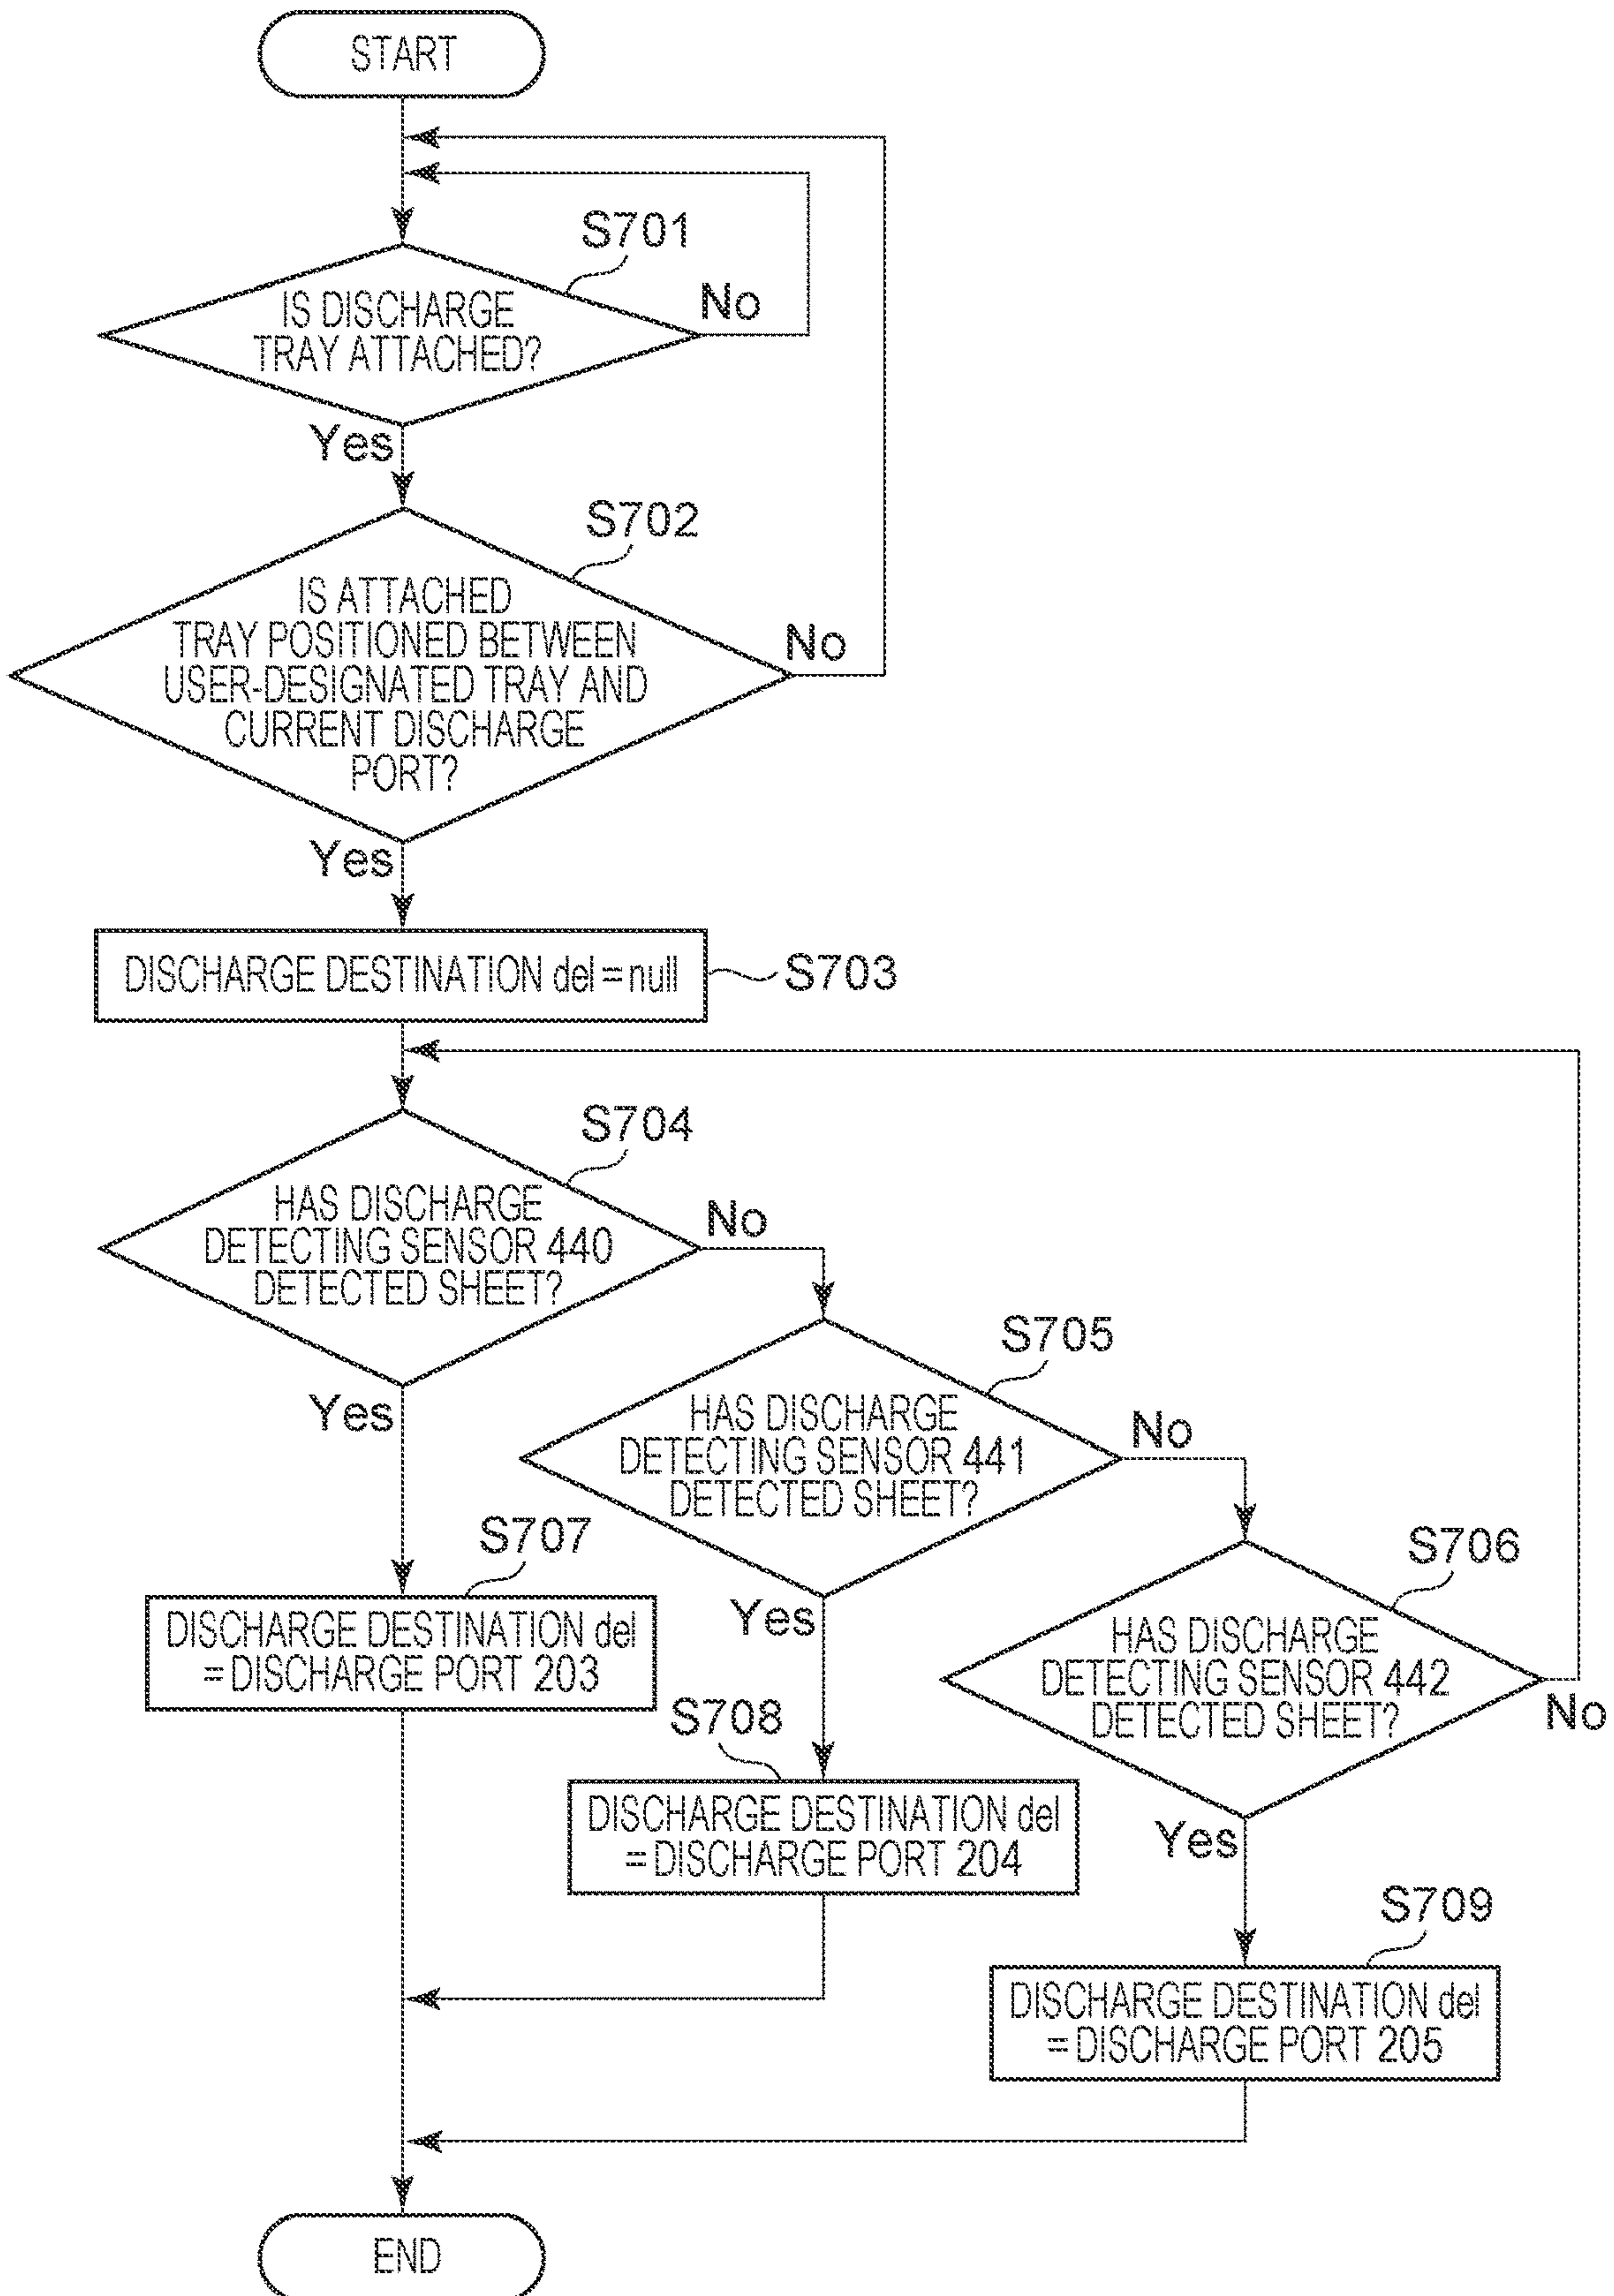 START
S701
IS DISCHARGE
TRAY ATTACHED?
No
Yes
S702
IS ATTACHED
TRAY POSITIONED BETWEEN
USER-DESIGNATED TRAY AND
CURRENT DISCHARGE
PORT?
No
Yes
DISCHARGE DESTINATION del = null
S703
S704
HAS DISCHARGE
DETECTING SENSOR 440
DETECTED SHEET?
No
Yes
S705
HAS DISCHARGE
DETECTING SENSOR 441
DETECTED SHEET?
No
Yes
S706
HAS DISCHARGE
DETECTING SENSOR 442
DETECTED SHEET?
No
Yes
S707
DISCHARGE DESTINATION del
= DISCHARGE PORT 203
S708
DISCHARGE DESTINATION del
= DISCHARGE PORT 204
S709
DISCHARGE DESTINATION del
= DISCHARGE PORT 205
END